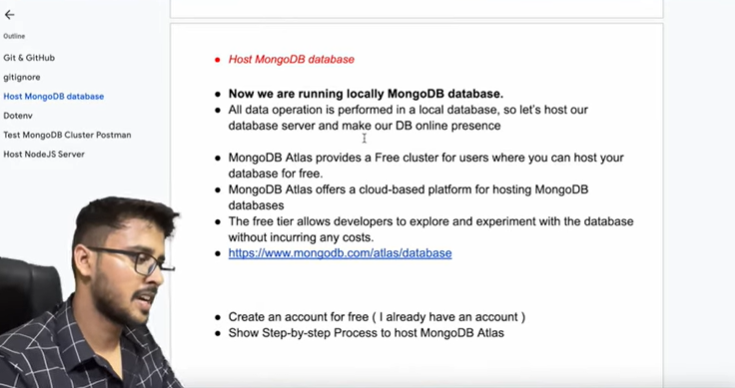 Outline
Git & GitHub
gitignore
Host MongoDB database
Dotenv
Test MongoDB Cluster Postman
Host NodeJS Server
● Host MongoDB database
● Now we are running locally MongoDB database.
● All data operation is performed in a local database, so let's host our
database server and make our DB online presence
● MongoDB Atlas provides a Free cluster for users where you can host your
database for free.
● MongoDB Atlas offers a cloud-based platform for hosting MongoDB
databases
● The free tier allows developers to explore and experiment with the database
without incurring any costs.
● https://www.mongodb.com/atlas/database
● Create an account for free ( I already have an account )
● Show Step-by-step Process to host MongoDB Atlas